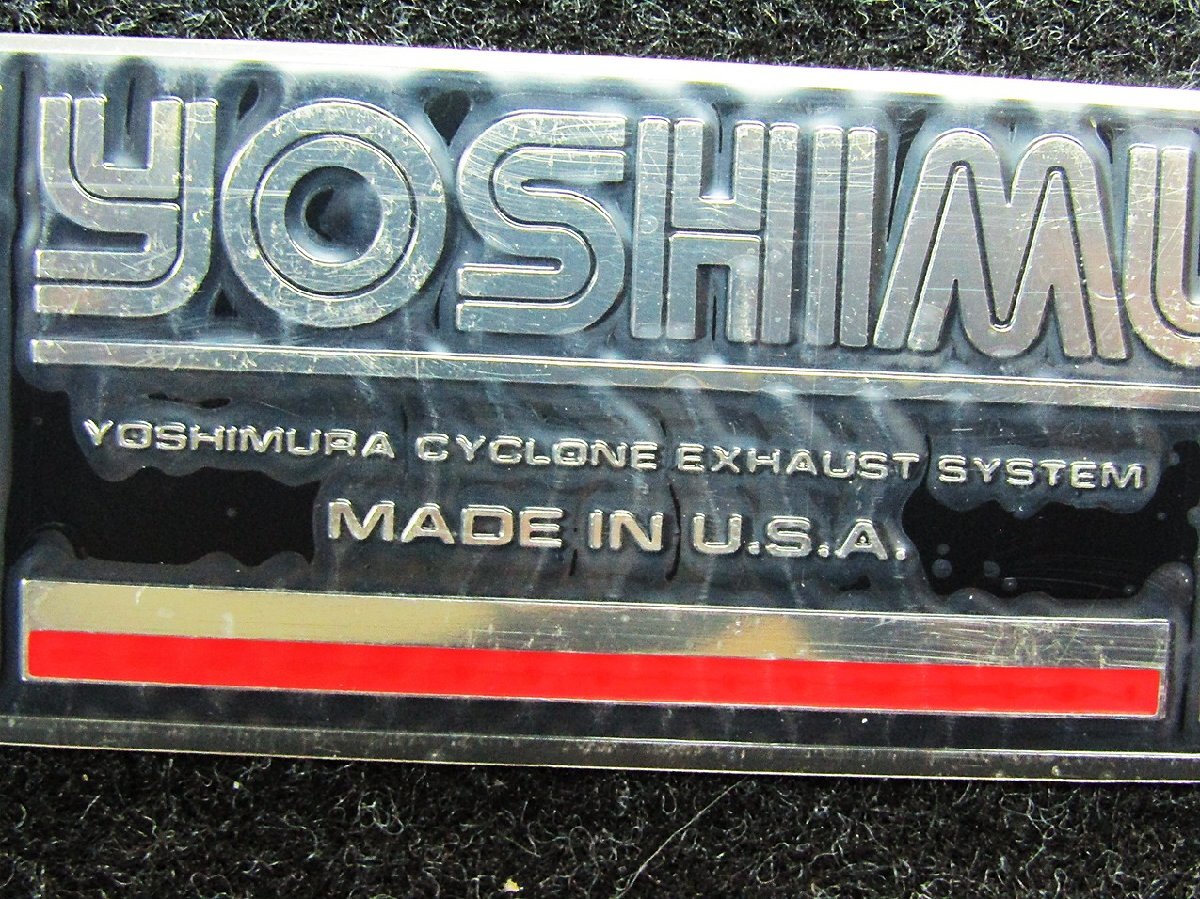 YOSHIMU
YOSHIMURA CYCLONE EXHAUST SYSTEM
MADE IN U.S.A.